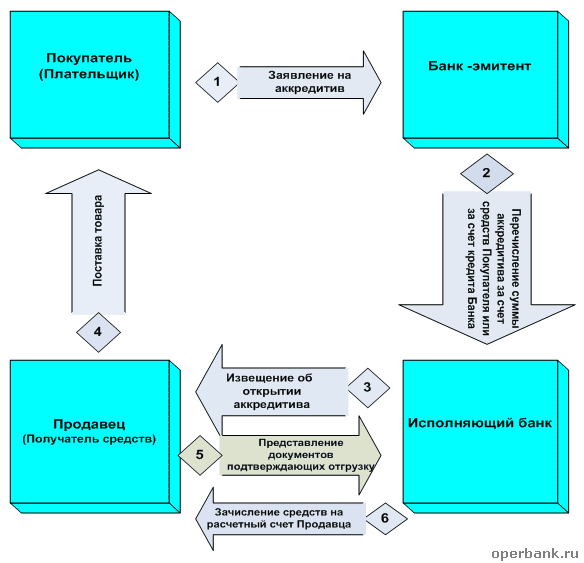 Покупатель
(Плательщик)
1
Заявление на
аккредитив
Банк -эмитент
2
Перечисление суммы
аккредитива за счет
средств Покупателя или
за счет кредита Банка
Поставка товара
4
Извещение об
открытии
аккредитива
3
Продавец
(Получатель средств)
Исполняющий банк
5
Представление
документов
подтверждающих отгрузку
Зачисление средств на
расчетный счет Продавца
6
operbank.ru